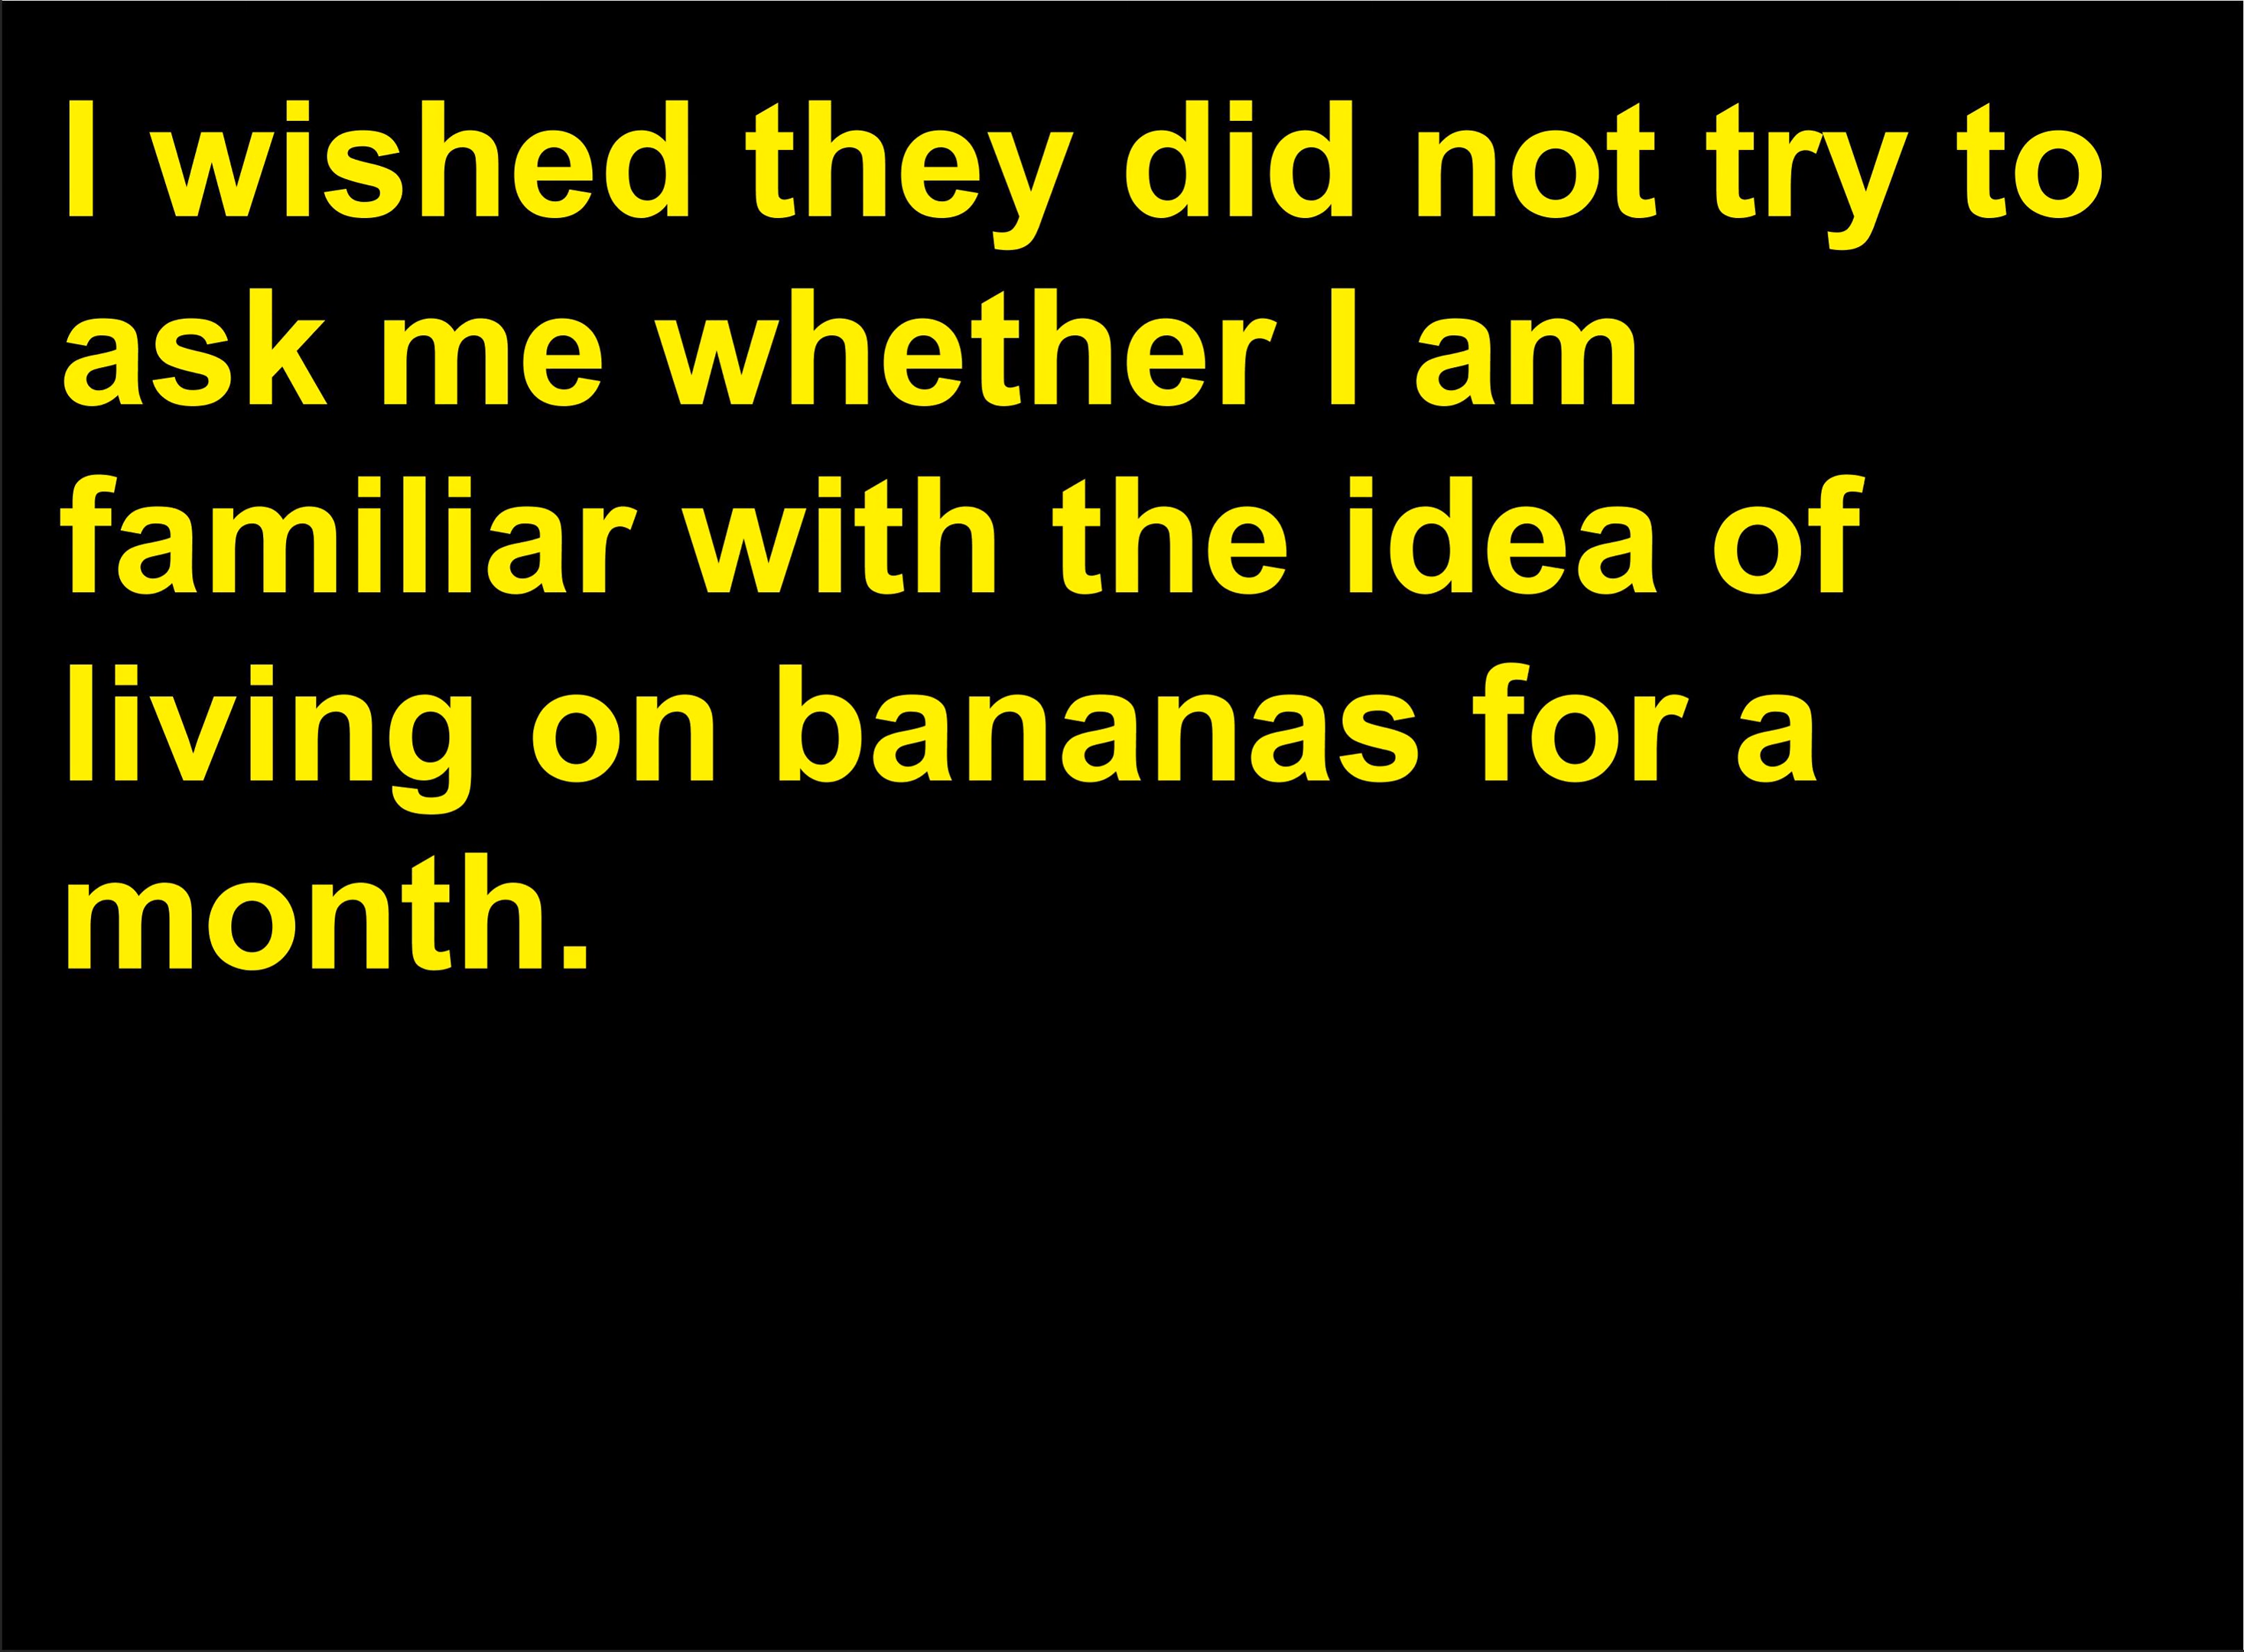 I wished they did not try to
ask me whether I am
familiar with the idea of
living on bananas for a
month.